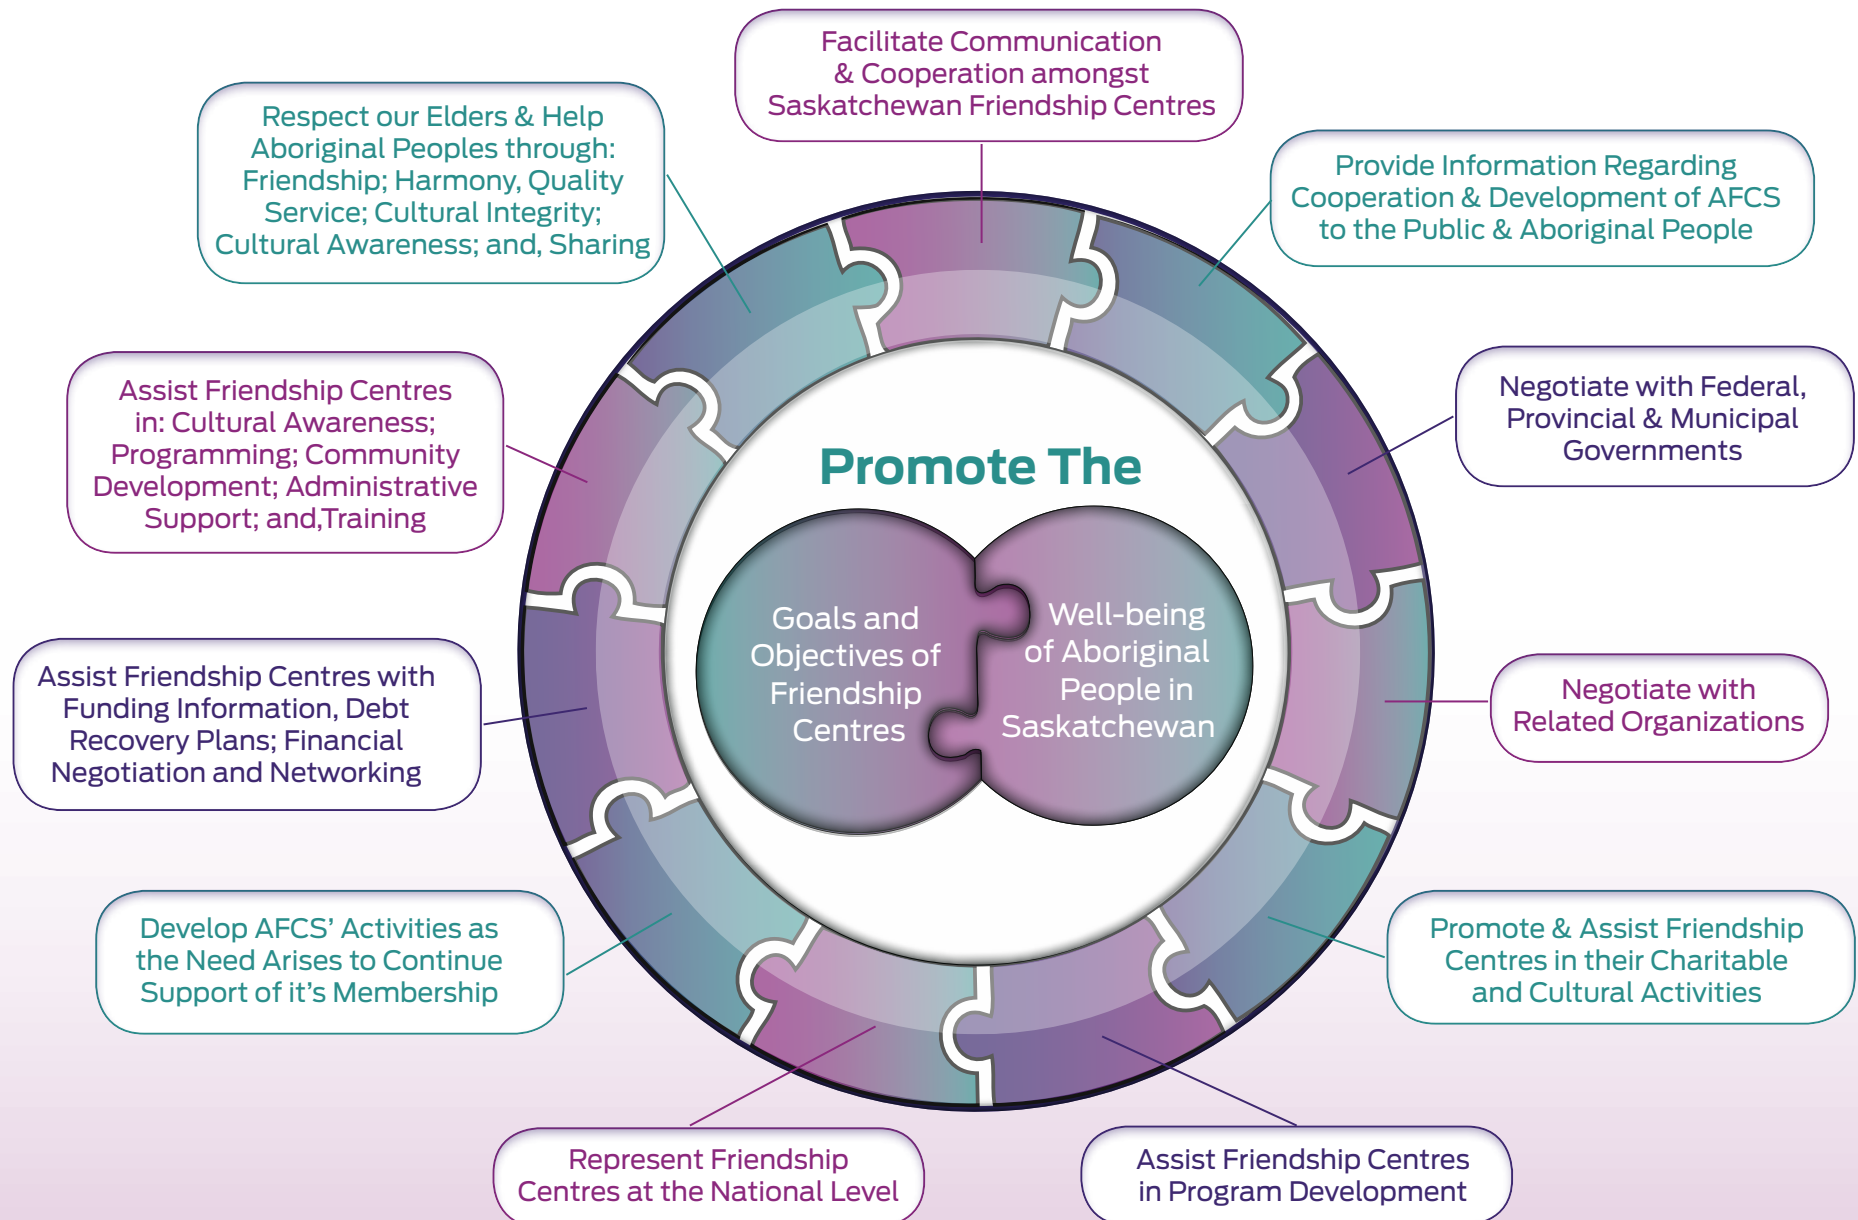 Facilitate Communication
& Cooperation amongst
Saskatchewan Friendship Centres
Respect our Elders & Help
Aboriginal Peoples through:
Friendship; Harmony, Quality
Service; Cultural Integrity;
Cultural Awareness; and, Sharing
Provide Information Regarding
Cooperation & Development of AFCS
to the Public & Aboriginal People
Assist Friendship Centres
in: Cultural Awareness;
Programming; Community
Development; Administrative
Support; and,Training
Negotiate with Federal,
Provincial & Municipal
Governments
Promote The
Goals and
Objectives of
Friendship
Centres
Well-being
of Aboriginal
People in
Saskatchewan
Assist Friendship Centres with
Funding Information, Debt
Recovery Plans; Financial
Negotiation and Networking
Negotiate with
Related Organizations
Develop AFCS’ Activities as
the Need Arises to Continue
Support of it’s Membership
Promote & Assist Friendship
Centres in their Charitable
and Cultural Activities
Represent Friendship
Centres at the National Level
Assist Friendship Centres
in Program Development